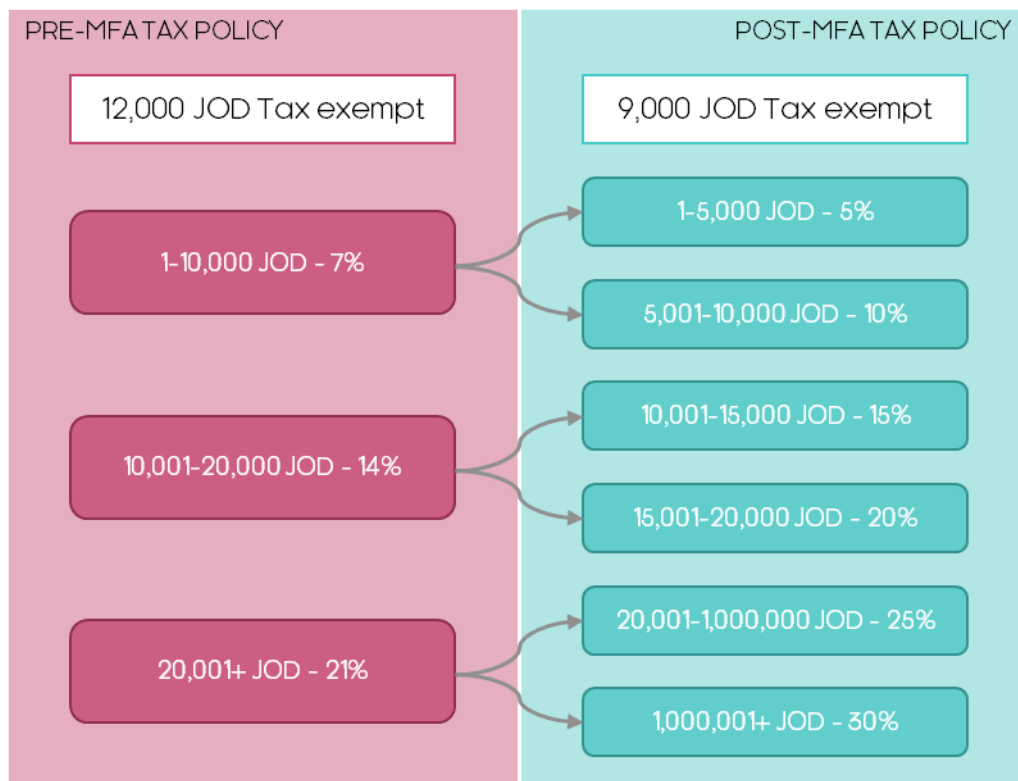 PRE-MFA TAX POLICY
12,000 JOD Tax exempt
1-10,000 JOD - 7%
10,001-20,000 JOD - 14%
20,001+ JOD - 21%
POST-MFA TAX POLICY
9,000 JOD Tax exempt
1-5,000 JOD - 5%
5,001-10,000 JOD - 10%
10,001-15,000 JOD - 15%
15,001-20,000 JOD - 20%
20,001-1,000,000 JOD - 25%
1,000,001+ JOD - 30%